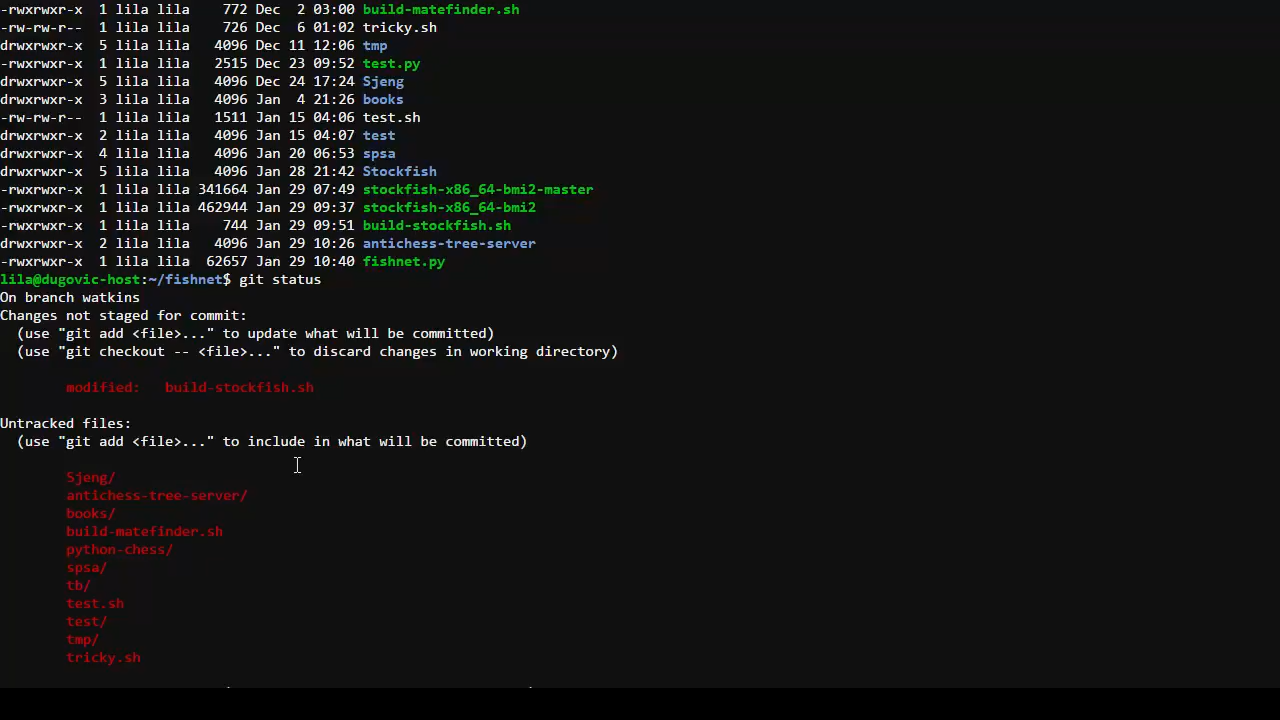 -rwxrwxr-x  1 lila lila    772 Dec  2 03:00 build-matefinder.sh
-rw-rw-r--  1 lila lila    726 Dec  6 01:02 tricky.sh
drwxrwxr-x  5 lila lila   4096 Dec 11 12:06 tmp
-rwxrwxr-x  1 lila lila   2515 Dec 23 09:52 test.py
drwxrwxr-x  5 lila lila   4096 Dec 24 17:24 Sjeng
drwxrwxr-x  3 lila lila   4096 Jan  4 21:26 books
-rw-rw-r--  1 lila lila   1511 Jan 15 04:06 test.sh
drwxrwxr-x  2 lila lila   4096 Jan 15 04:07 test
drwxrwxr-x  4 lila lila   4096 Jan 20 06:53 spsa
drwxrwxr-x  5 lila lila   4096 Jan 28 21:42 Stockfish
-rwxrwxr-x  1 lila lila 341664 Jan 29 07:49 stockfish-x86_64-bmi2-master
-rwxrwxr-x  1 lila lila 462944 Jan 29 09:37 stockfish-x86_64-bmi2
-rwxrwxr-x  1 lila lila    744 Jan 29 09:51 build-stockfish.sh
drwxrwxr-x  2 lila lila   4096 Jan 29 10:26 antichess-tree-server
-rwxrwxr-x  1 lila lila  62657 Jan 29 10:40 fishnet.py
lila@dugovic-host:~/fishnet$ git status
On branch watkins
Changes not staged for commit:
  (use "git add <file>..." to update what will be committed)
  (use "git checkout -- <file>..." to discard changes in working directory)
        modified:   build-stockfish.sh
Untracked files:
  (use "git add <file>..." to include in what will be committed)
        Sjeng/
        antichess-tree-server/
        books/
        build-matefinder.sh
        python-chess/
        spsa/
        tb/
        test.sh
        test/
        tmp/
        tricky.sh